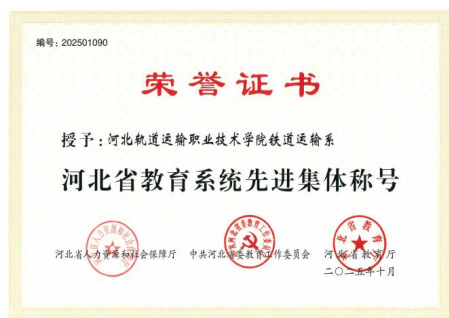 编号：202501090
荣誉证书
授予：河北轨道运输职业技术学院铁道运输系
河北省教育系统先进集体称号
河北省人力资源和社会保障厅 中共河北省委教育工作委员会 河北省教育厅
二〇二五年十月